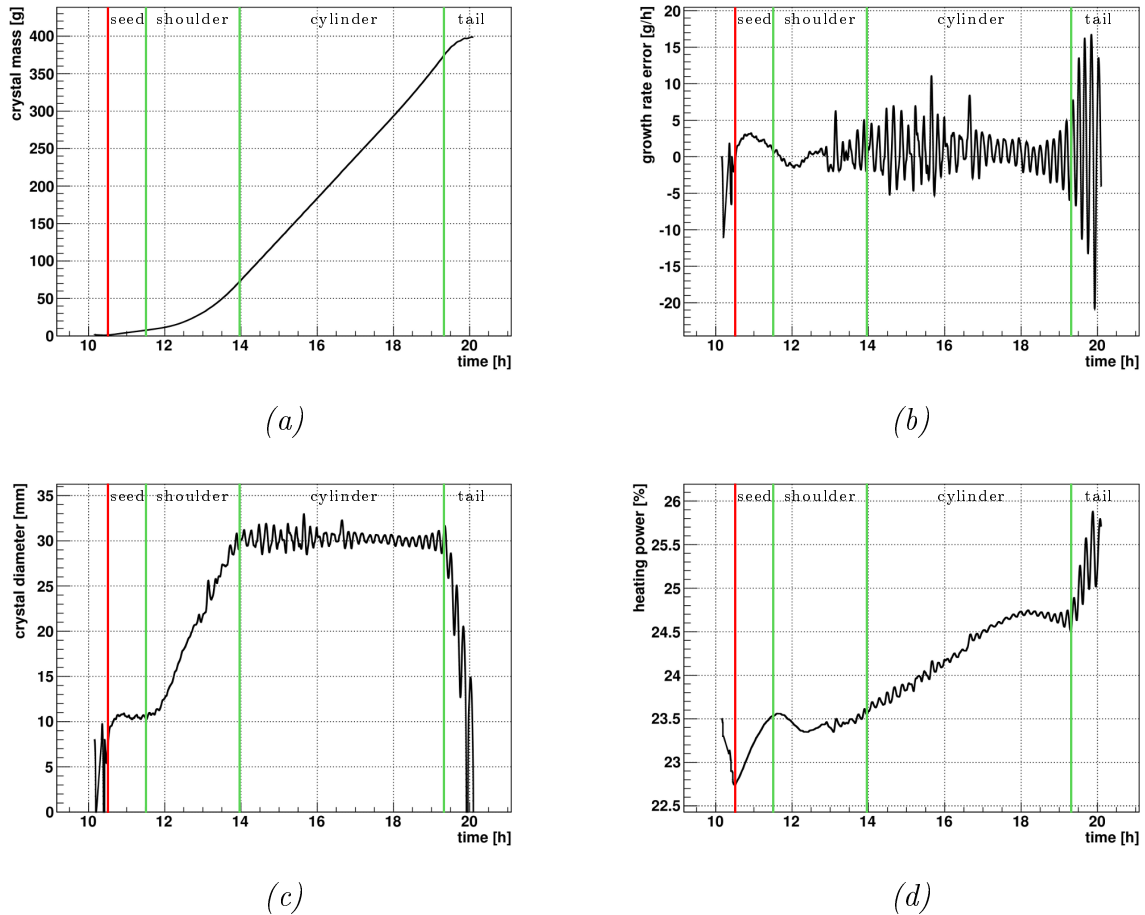 seed shoulder cylinder tail
crystal mass [g]
400
350
300
250
200
150
100
50
0
10 12 14 16 18 20
time [h]
(a)
seed shoulder cylinder tail
growth rate error [g/h]
20
15
10
5
0
-5
-10
-15
-20
10 12 14 16 18 20
time [h]
(b)
seed shoulder cylinder tail
crystal diameter [mm]
35
30
25
20
15
10
5
0
10 12 14 16 18 20
time [h]
(c)
seed shoulder cylinder tail
heating power [%]
26
25.5
25
24.5
24
23.5
23
22.5
10 12 14 16 18 20
time [h]
(d)